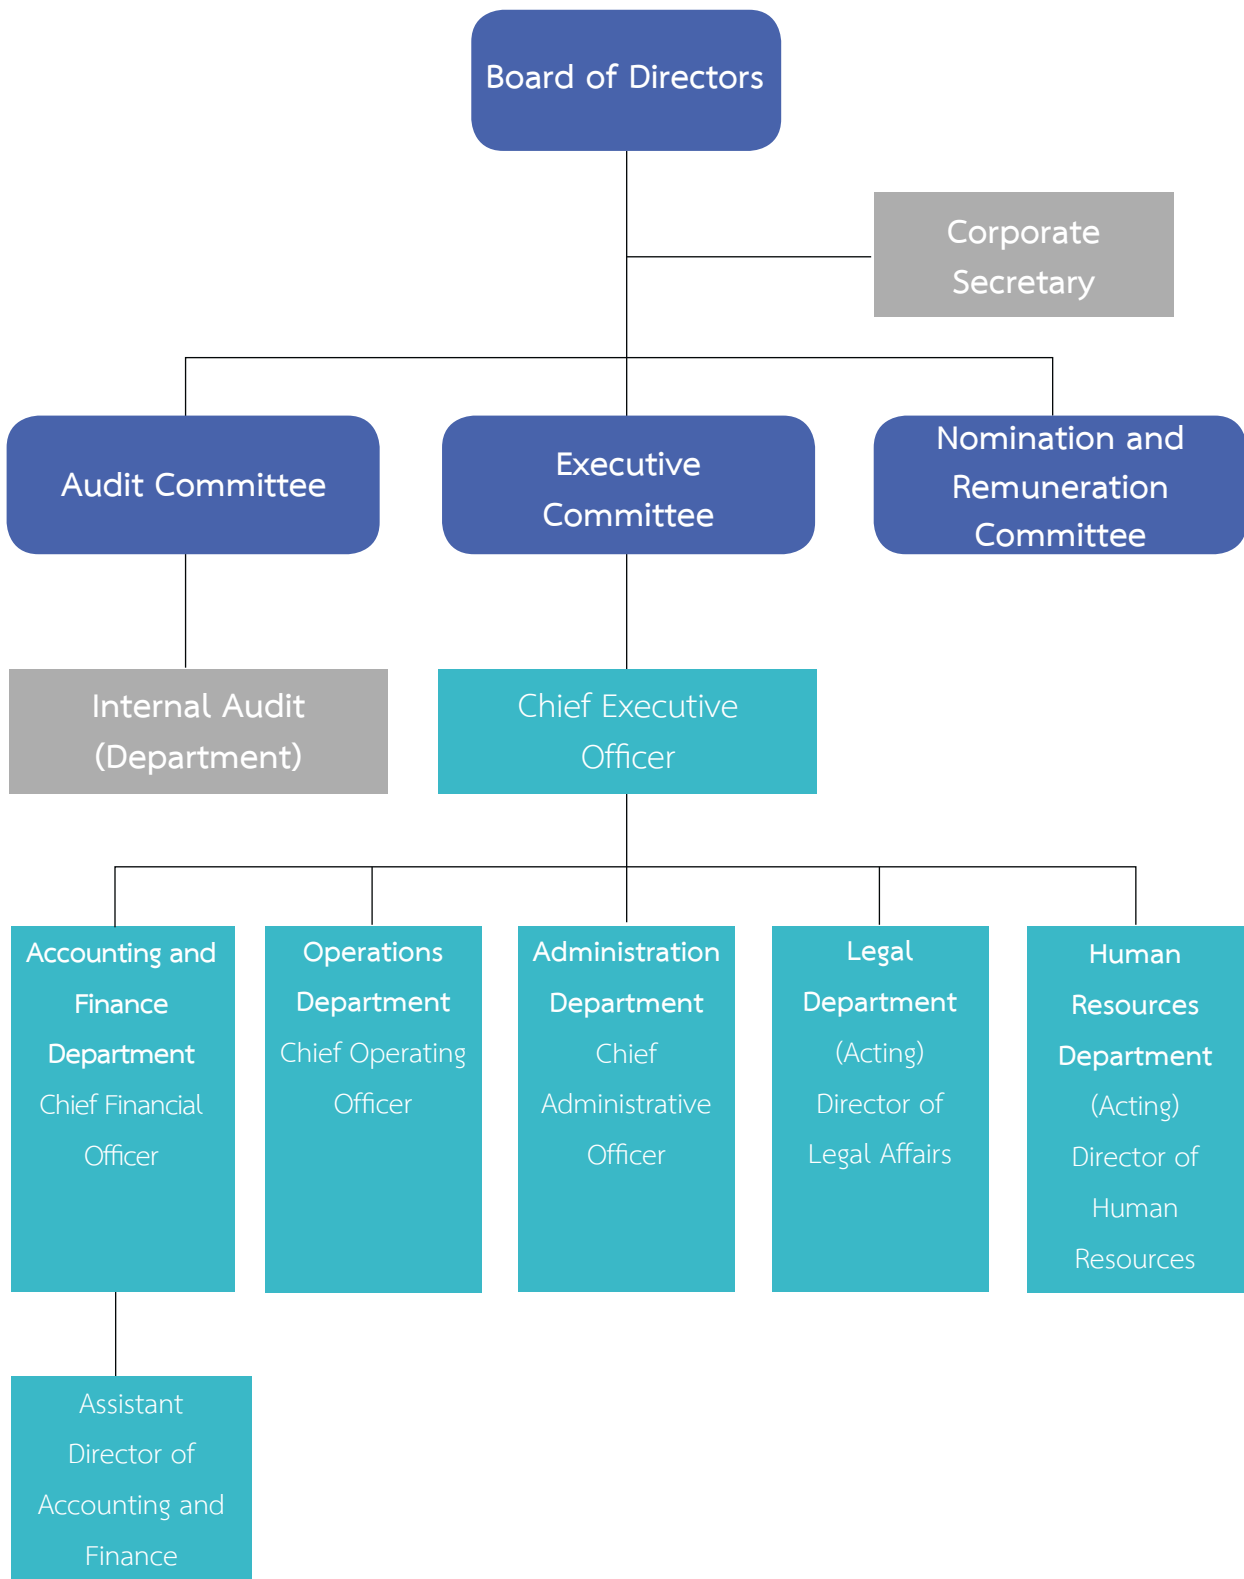 Board of Directors
Corporate
Secretary
Audit Committee
Executive
Committee
Nomination and
Remuneration
Committee
Internal Audit
(Department)
Chief Executive
Officer
Accounting and
Finance
Department
Chief Financial
Officer
Operations
Department
Chief Operating
Officer
Administration
Department
Chief
Administrative
Officer
Legal
Department
(Acting)
Director of
Legal Affairs
Human
Resources
Department
(Acting)
Director of
Human
Resources
Assistant
Director of
Accounting and
Finance